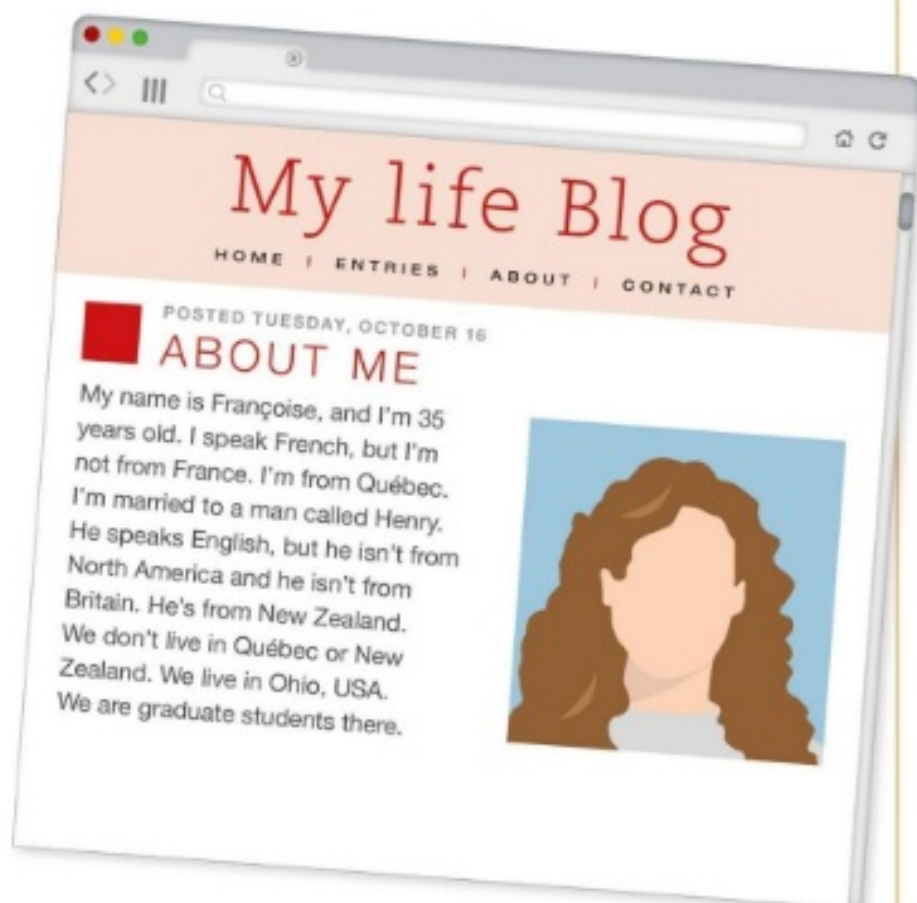 My life Blog
HOME | ENTRIES | ABOUT | CONTACT
POSTED TUESDAY, OCTOBER 16
ABOUT ME
My name is Françoise, and I'm 35
years old. I speak French, but I'm
not from France. I'm from Québec.
I'm married to a man called Henry.
He speaks English, but he isn't from
North America and he isn't from
Britain. He's from New Zealand.
We don't live in Québec or New
Zealand. We live in Ohio, USA.
We are graduate students there.